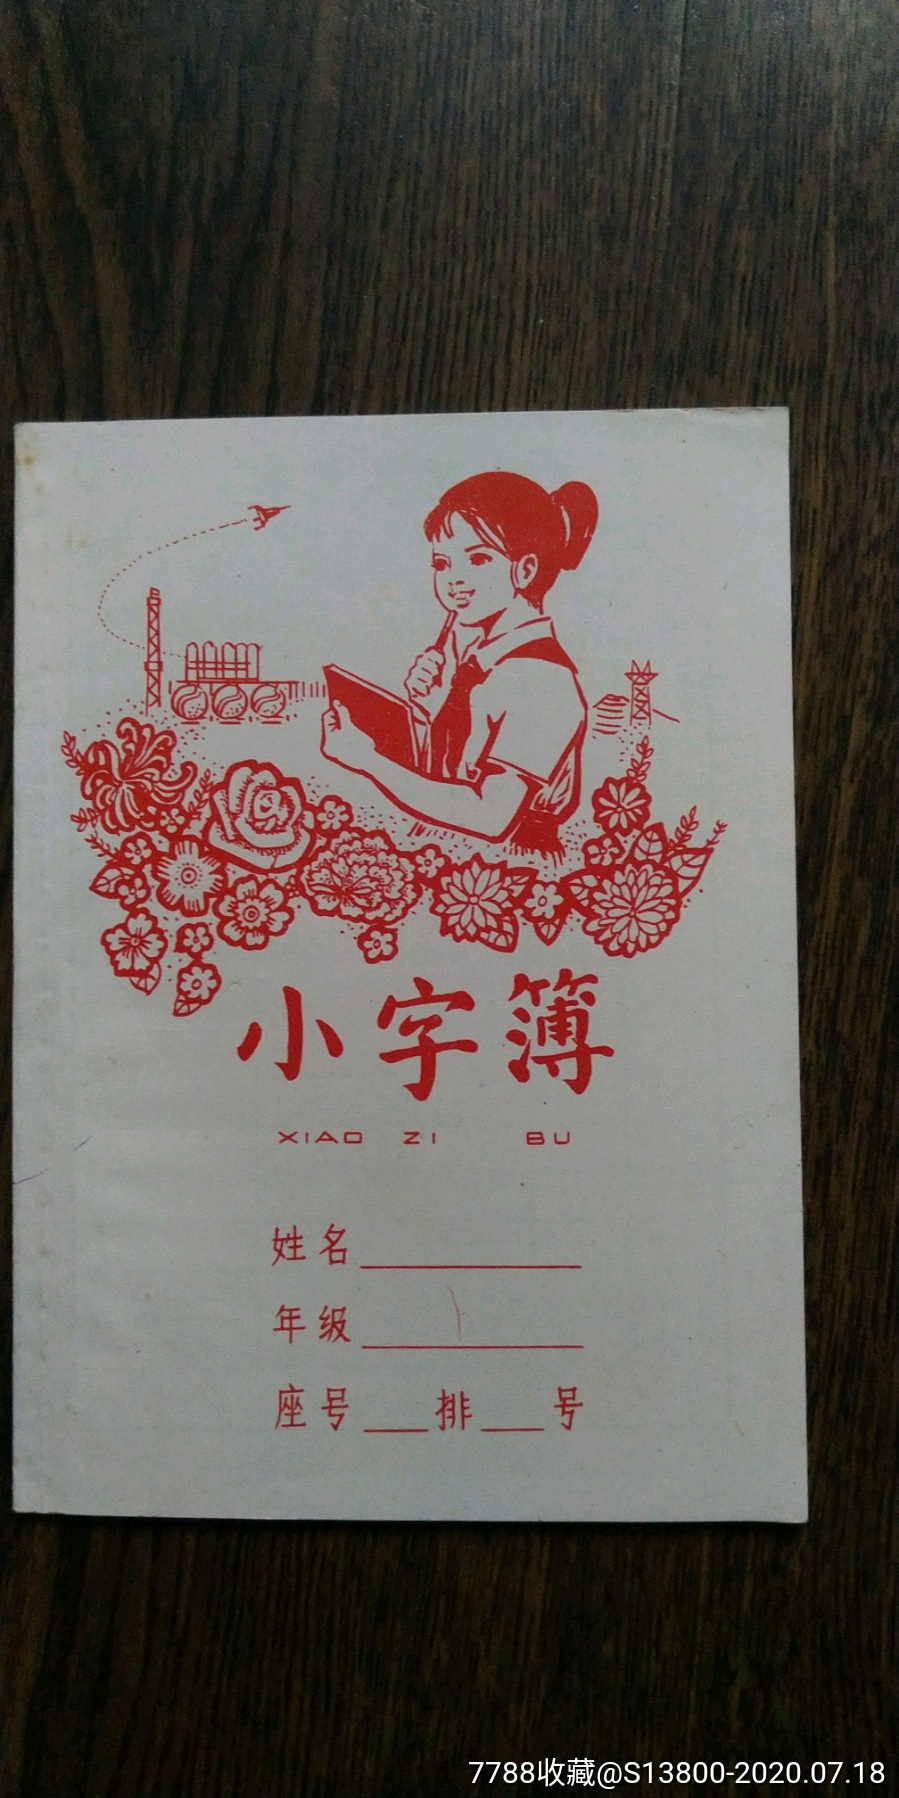 小字簿
XIAO ZI BU
姓名
年级
座号 排 号
7788收藏@S13800-2020.07.18